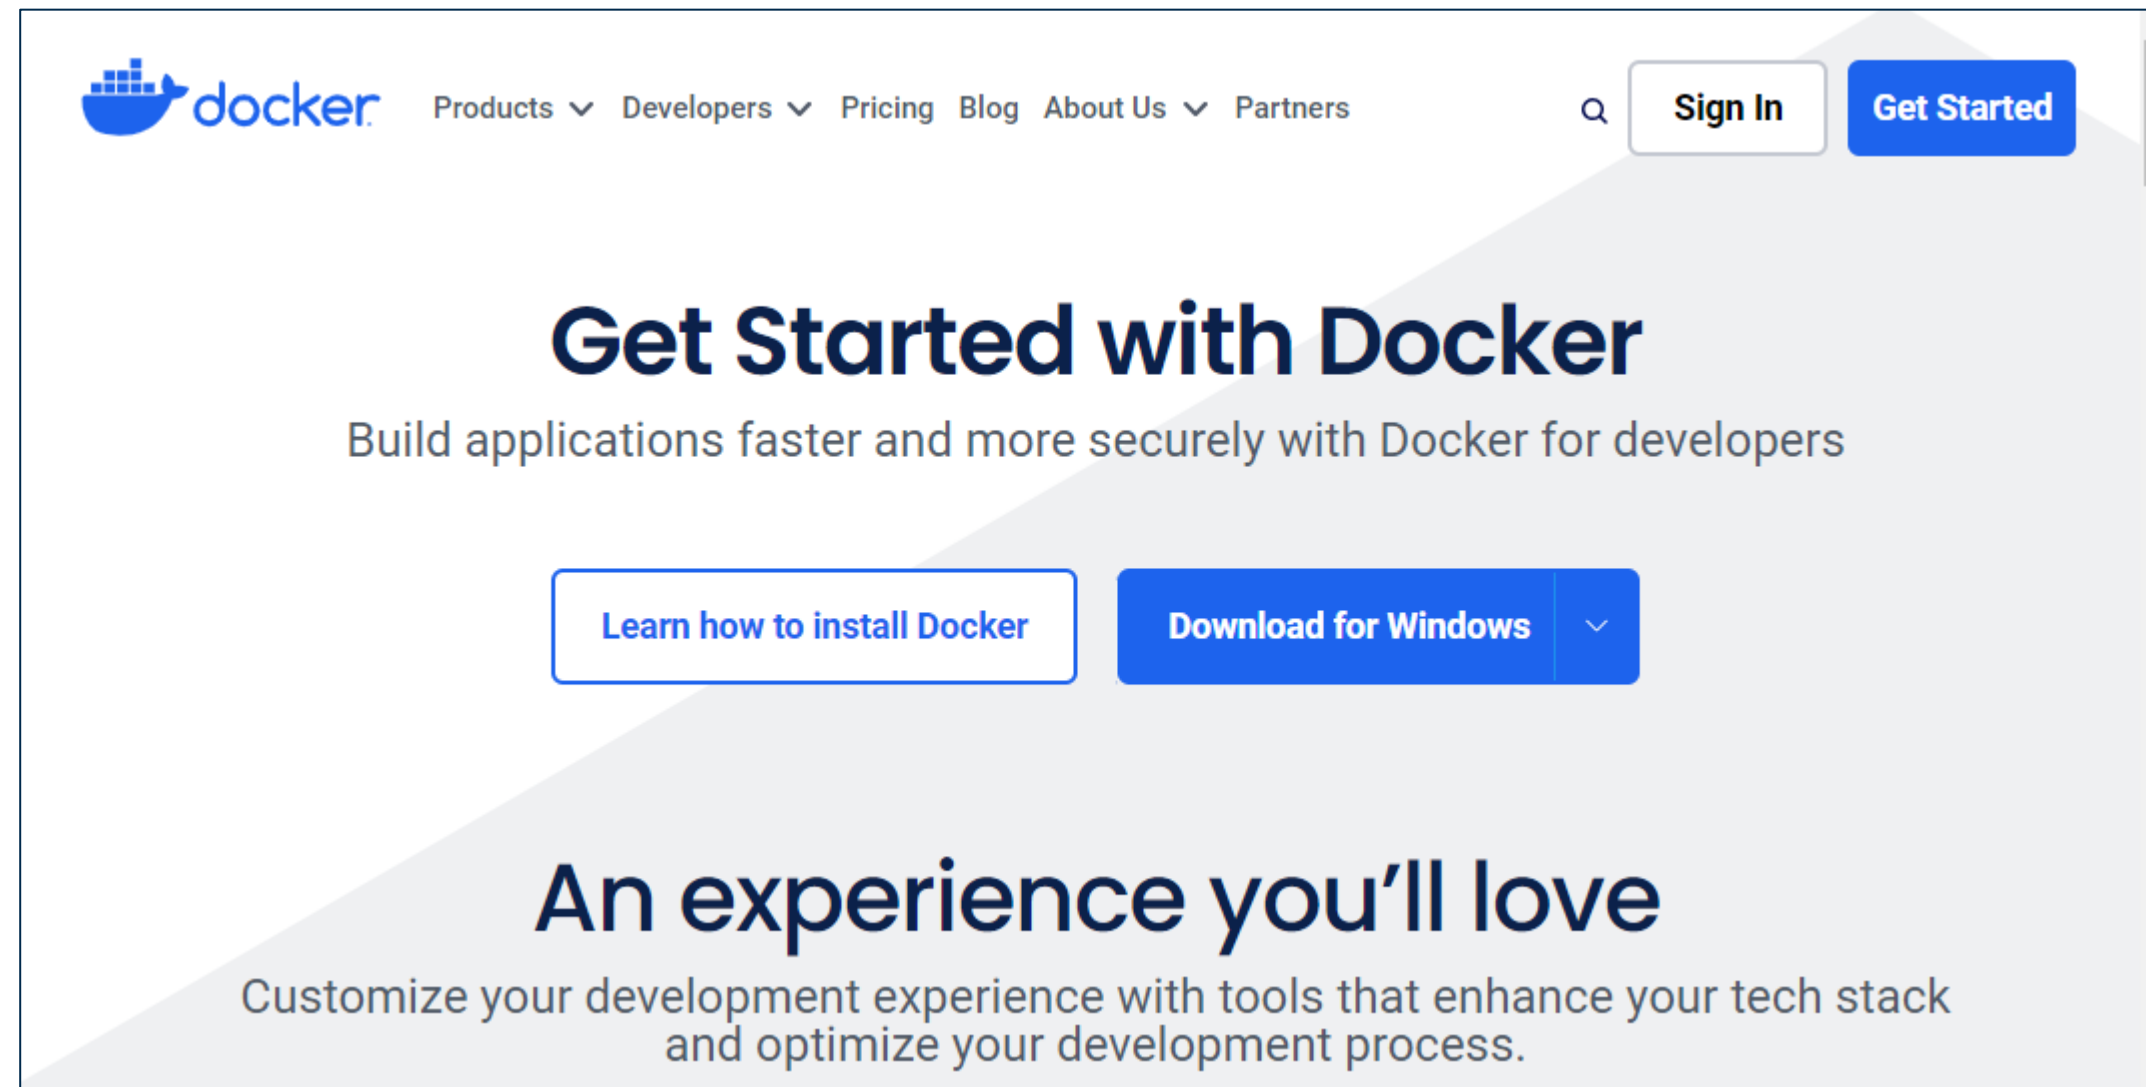 docker
Products Developers Pricing Blog About Us Partners Sign In Get Started
Get Started with Docker
Build applications faster and more securely with Docker for developers
Learn how to install Docker Download for Windows
An experience you’ll love
Customize your development experience with tools that enhance your tech stack
and optimize your development process.